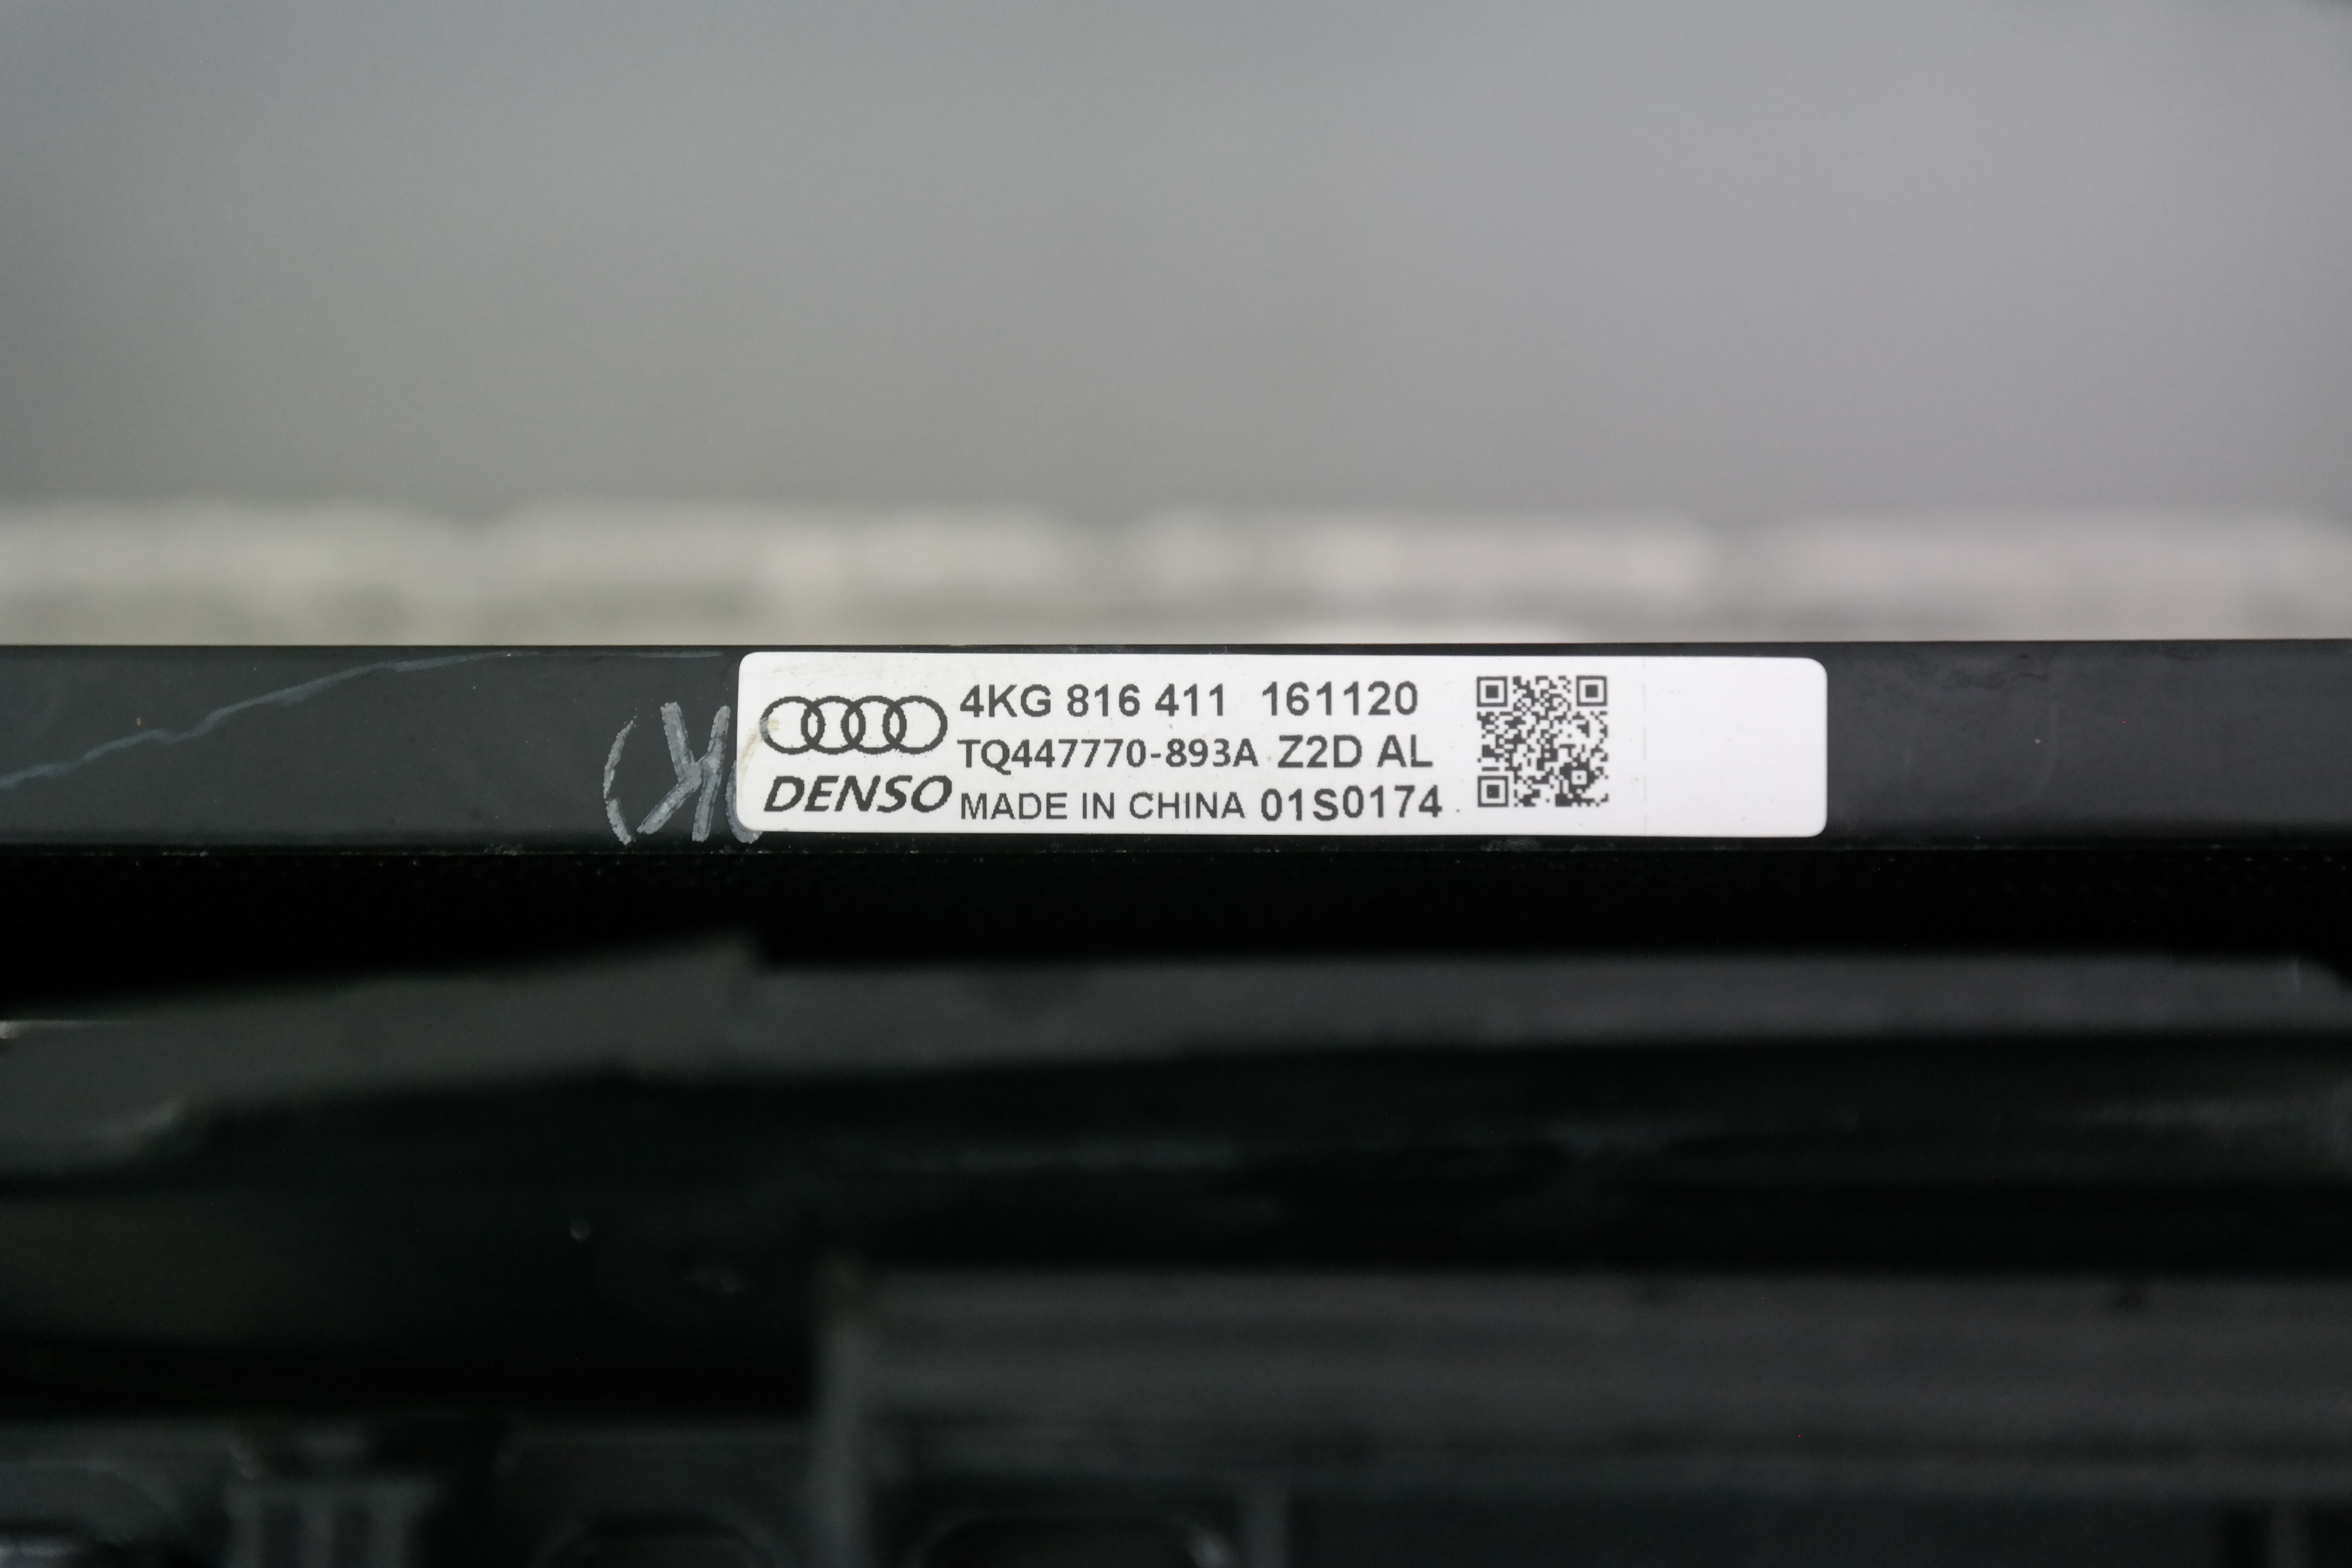 4KG 816 411 161120
TQ447770-893A Z2D AL
DENSO MADE IN CHINA 01S0174